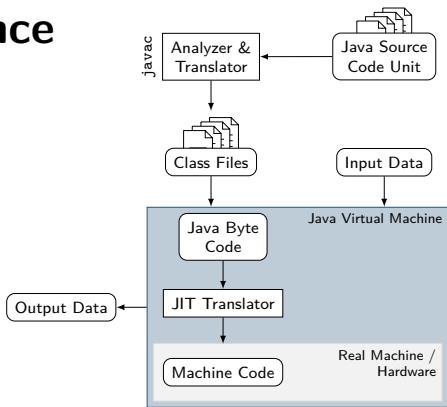 nce
javac
Analyzer &
Translator
Java Source
Code Unit
Class Files
Input Data
Java Virtual Machine
Java Byte
Code
JIT Translator
Output Data
Real Machine /
Hardware
Machine Code